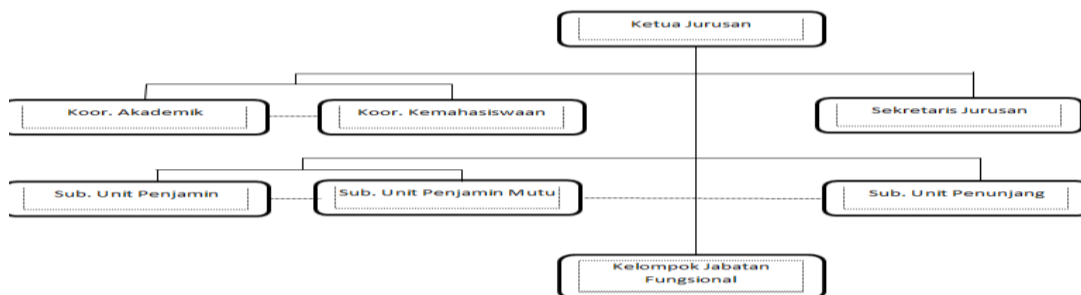 Ketua Jurusan
Koor. Akademik
Koor. Kemahasiswaan
Sekretaris Jurusan
Sub. Unit Penjamin
Sub. Unit Penjamin Mutu
Sub. Unit Penunjang
Kelompok Jabatan
Fungsional